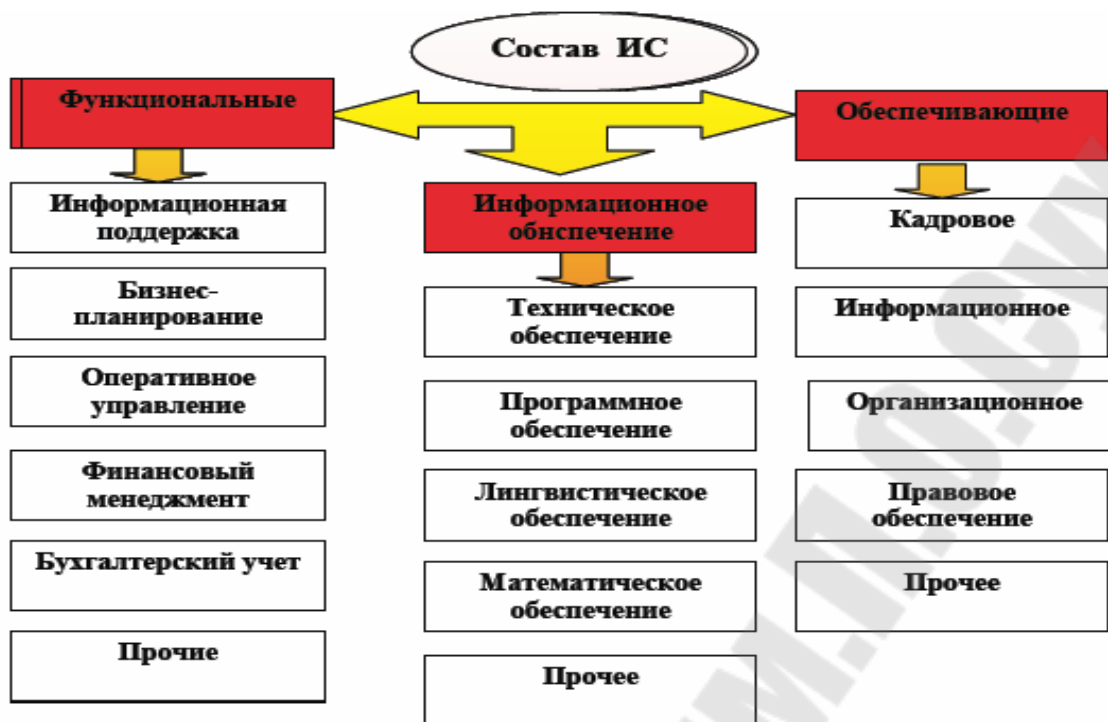 Состав ИС
Функциональные
Информационная
поддержка
Бизнес-
планирование
Оперативное
управление
Финансовый
менеджмент
Бухгалтерский учет
Прочие
Информационное
обнспечение
Техническое
обеспечение
Программное
обеспечение
Лингвистическое
обеспечение
Математическое
обеспечение
Прочее
Обеспечивающие
Кадровое
Информационное
Организационное
Правовое
обеспечение
Прочее